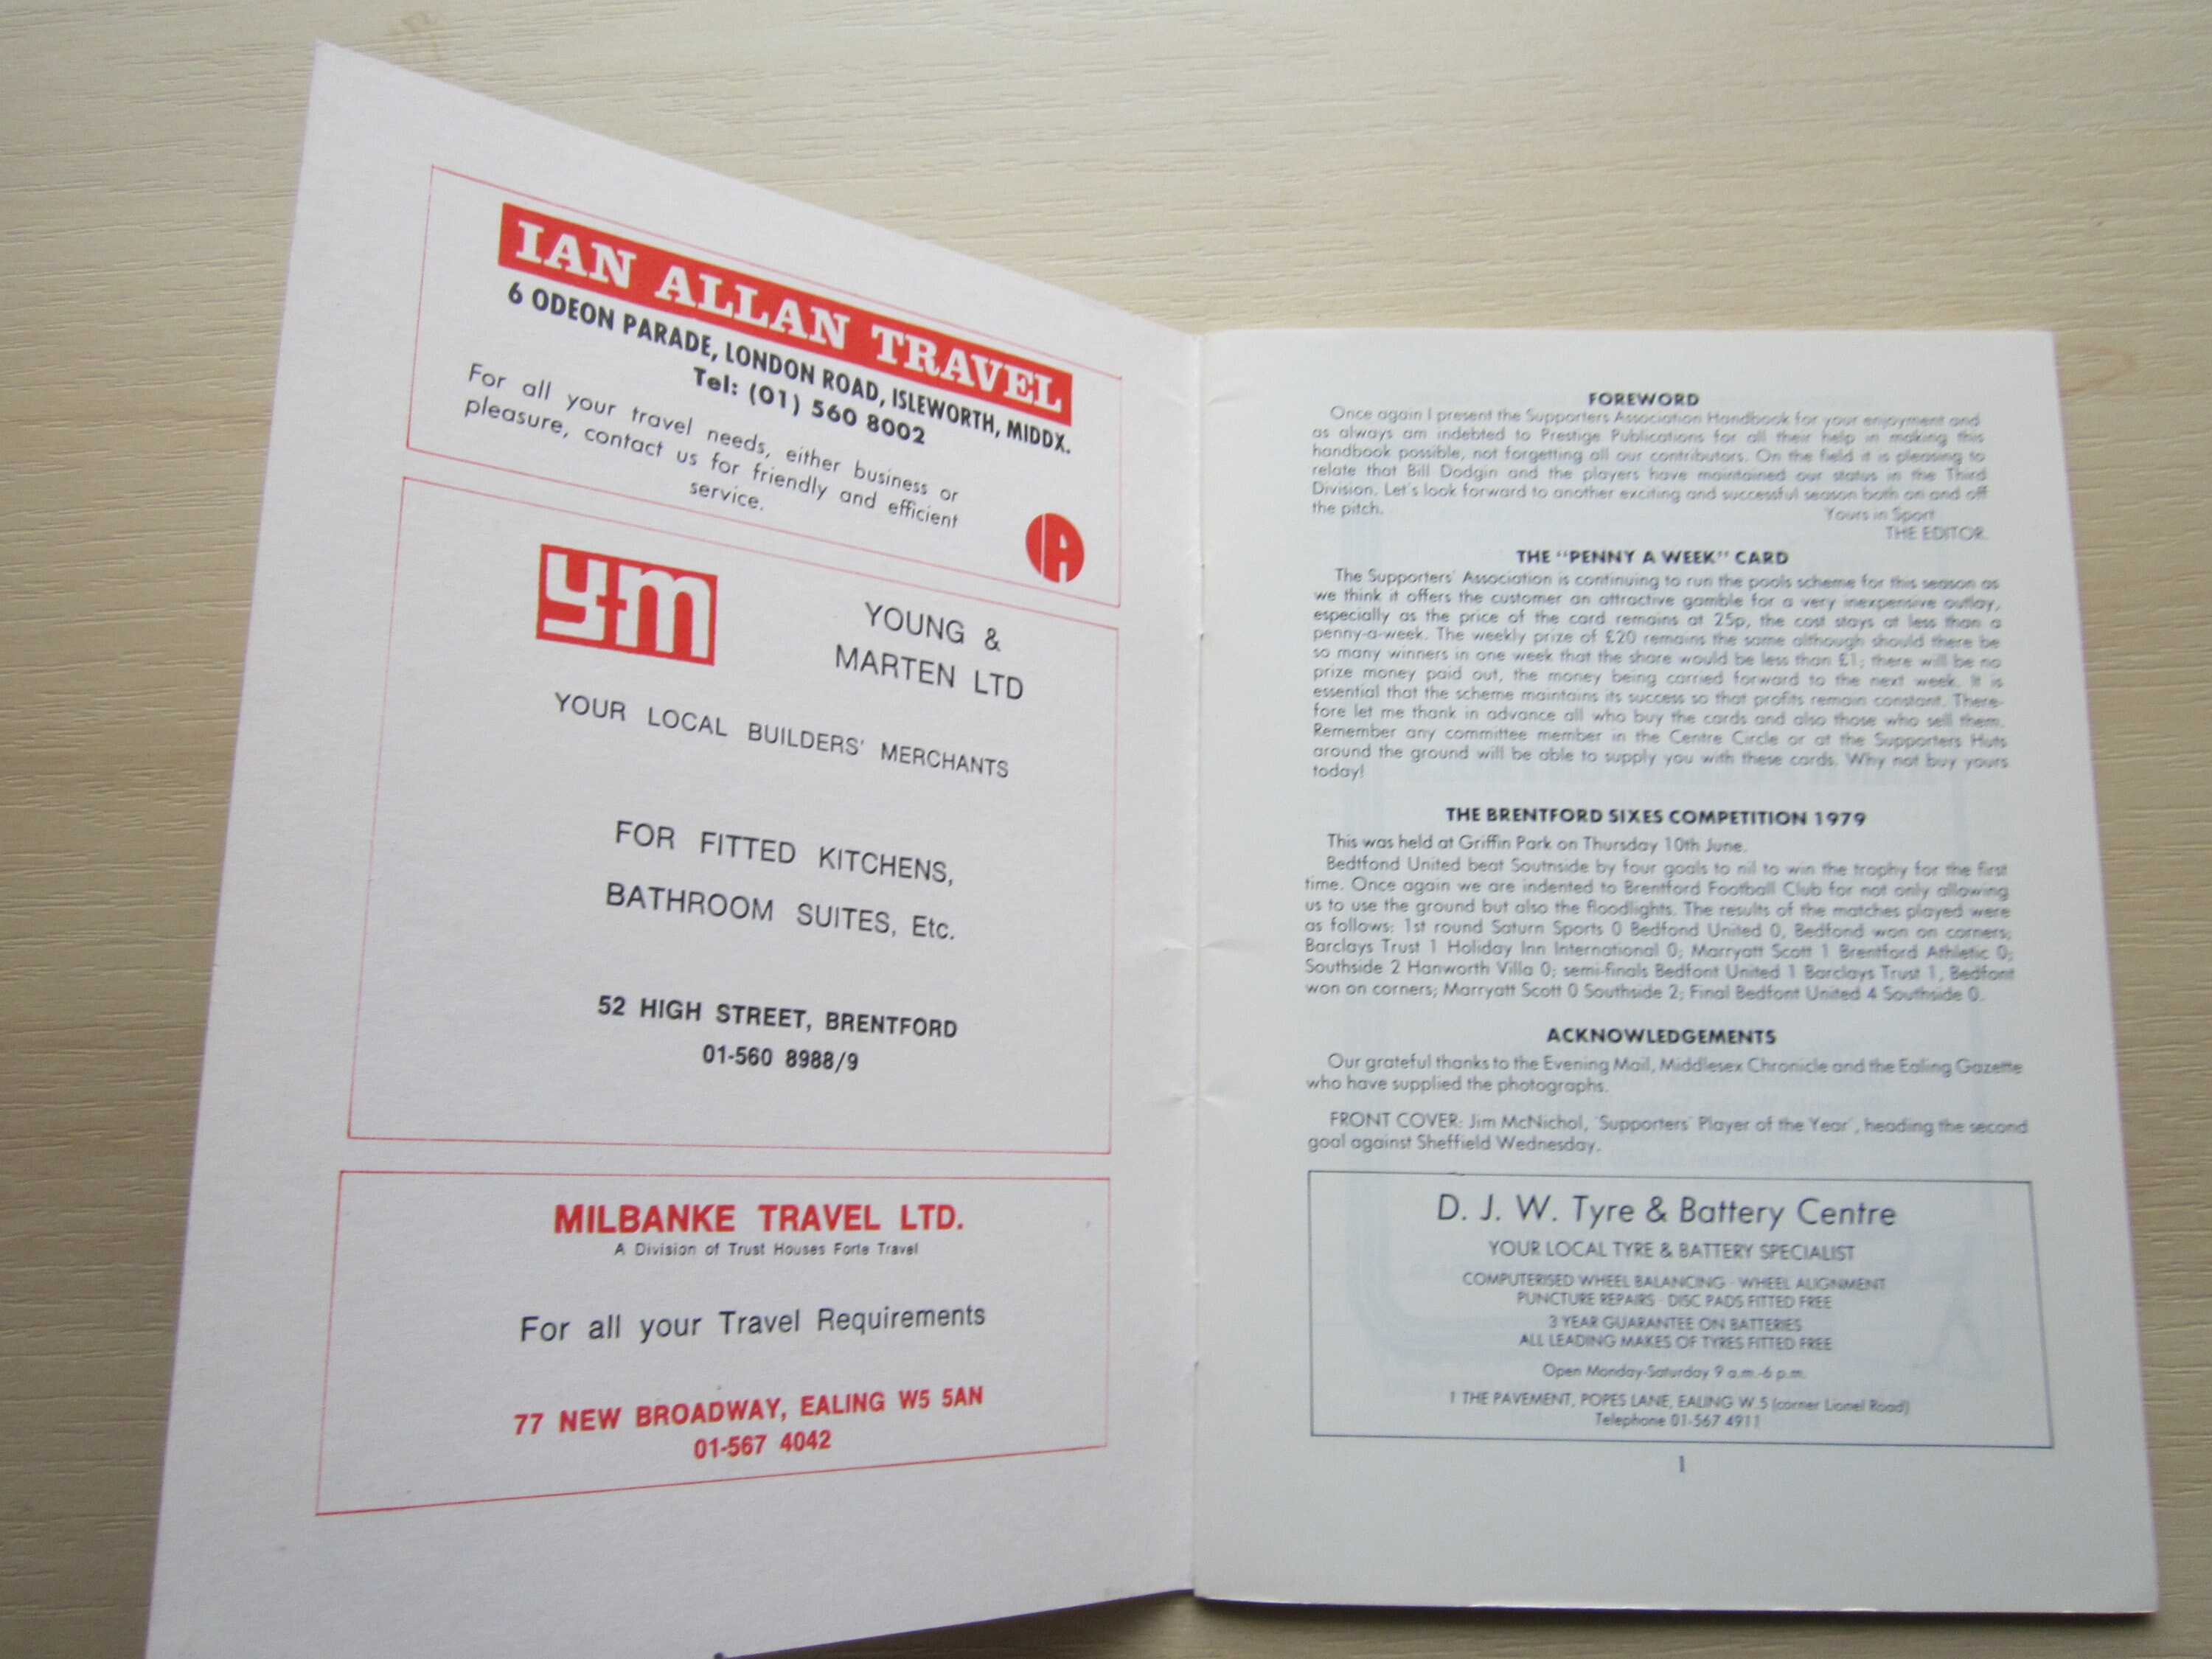 IAN ALLAN TRAVEL
6 ODEON PARADE, LONDON ROAD, ISLEWORTH, MIDDX.
Tel: (01) 560 8002
For all your travel needs, either business or
pleasure, contact us for friendly and efficient
service.
IA
ym
YOUNG &
MARTEN LTD
YOUR LOCAL BUILDERS' MERCHANTS
FOR FITTED KITCHENS,
BATHROOM SUITES, Etc.
52 HIGH STREET, BRENTFORD
01-560 8988/9
MILBANKE TRAVEL LTD.
A Division of Trust Houses Forte Travel
For all your Travel Requirements
77 NEW BROADWAY, EALING W5 5AN
01-567 4042
FOREWORD
Once again I present the Supporters Association Handbook for your enjoyment and
as always am indebted to Prestige Publications for all their help in making this
handbook possible, not forgetting all our contributors. On the field it is pleasing to
relate that Bill Dodgin and the players have maintained our status in the Third
Division. Let's look forward to another exciting and successful season both on and off
the pitch.
Yours in Sport
THE EDITOR.
THE "PENNY A WEEK" CARD
The Supporters' Association is continuing to run the pools scheme for this season as
we think it offers the customer an attractive gamble for a very inexpensive outlay,
especially as the price of the card remains at 25p, the cost stays at less than a
penny-a-week. The weekly prize of £20 remains the same although should there be
so many winners in one week that the share would be less than £1; there will be no
prize money paid out, the money being carried forward to the next week. It is
essential that the scheme maintains its success so that profits remain constant. There-
fore let me thank in advance all who buy the cards and also those who sell them.
Remember any committee member in the Centre Circle or at the Supporters Huts
around the ground will be able to supply you with these cards. Why not buy yours
today!
THE BRENTFORD SIXES COMPETITION 1979
This was held at Griffin Park on Thursday 10th June.
Bedtfond United beat Soutnside by four goals to nil to win the trophy for the first
time. Once again we are indented to Brentford Football Club for not only allowing
us to use the ground but also the floodlights. The results of the matches played were
as follows: 1st round Saturn Sports 0 Bedfond United 0, Bedfond won on corners;
Barclays Trust 1 Holiday Inn International 0; Marryatt Scott 1 Brentford Athletic 0;
Southside 2 Hanworth Villa 0; semi-finals Bedfont United 1 Barclays Trust 1, Bedfont
won on corners; Marryatt Scott 0 Southside 2; Final Bedfont United 4 Southside 0.
ACKNOWLEDGEMENTS
Our grateful thanks to the Evening Mail, Middlesex Chronicle and the Ealing Gazette
who have supplied the photographs.
FRONT COVER: Jim McNichol, 'Supporters' Player of the Year', heading the second
goal against Sheffield Wednesday.
D. J. W. Tyre & Battery Centre
YOUR LOCAL TYRE & BATTERY SPECIALIST
COMPUTERISED WHEEL BALANCING - WHEEL ALIGNMENT
PUNCTURE REPAIRS - DISC PADS FITTED FREE
3 YEAR GUARANTEE ON BATTERIES
ALL LEADING MAKES OF TYRES FITTED FREE
Open Monday-Saturday 9 a.m.-6 p.m.
1 THE PAVEMENT, POPES LANE, EALING W.5 (corner Lionel Road)
Telephone 01-567 4911
1